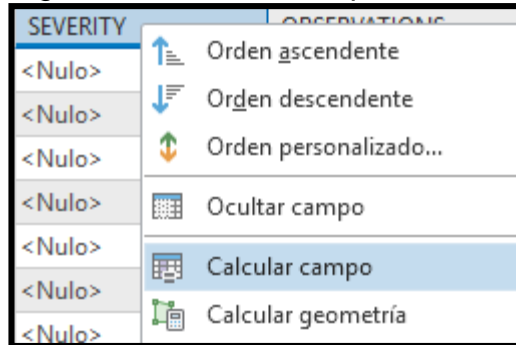 SEVERITY OBSERVATIONS
<Nulo> Orden ascendente
<Nulo> Orden descendente
<Nulo> Orden personalizado...
<Nulo> Ocultar campo
<Nulo>
<Nulo> Calcular campo
<Nulo> Calcular geometría